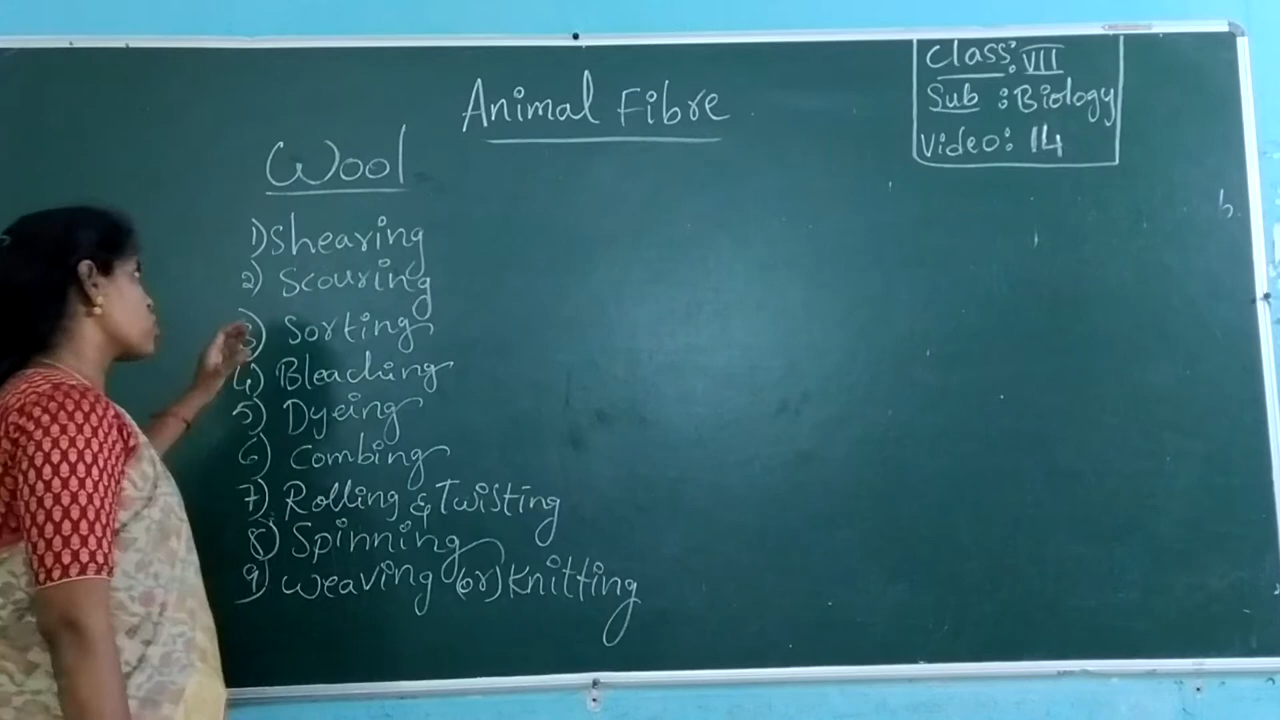 Class: VII
Sub : Biology
Video: 14
Animal Fibre
Wool
1) Shearing
2) Scouring
3) Sorting
4) Bleaching
5) Dyeing
6) Combing
7) Rolling & Twisting
8) Spinning
9) Weaving (or) Knitting